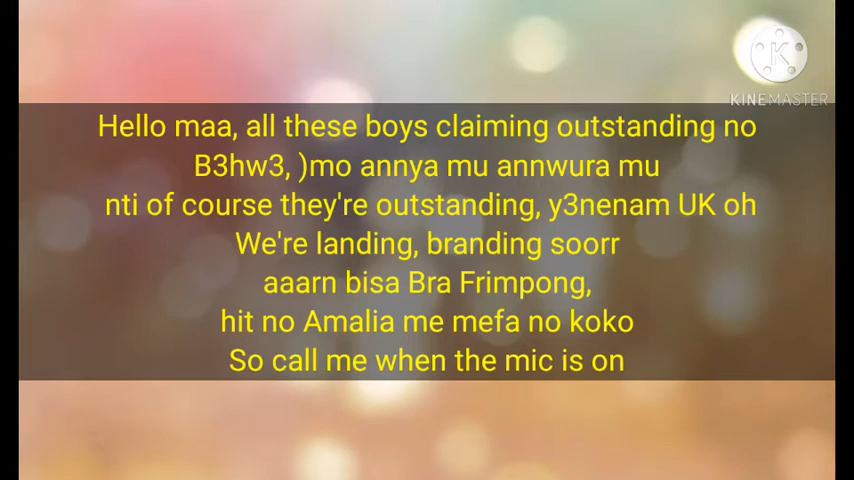 K
KINEMASTER
Hello maa, all these boys claiming outstanding no
B3hw3, )mo annya mu annwura mu
nti of course they're outstanding, y3nenam UK oh
We're landing, branding soorr
aaarn bisa Bra Frimpong,
hit no Amalia me mefa no koko
So call me when the mic is on